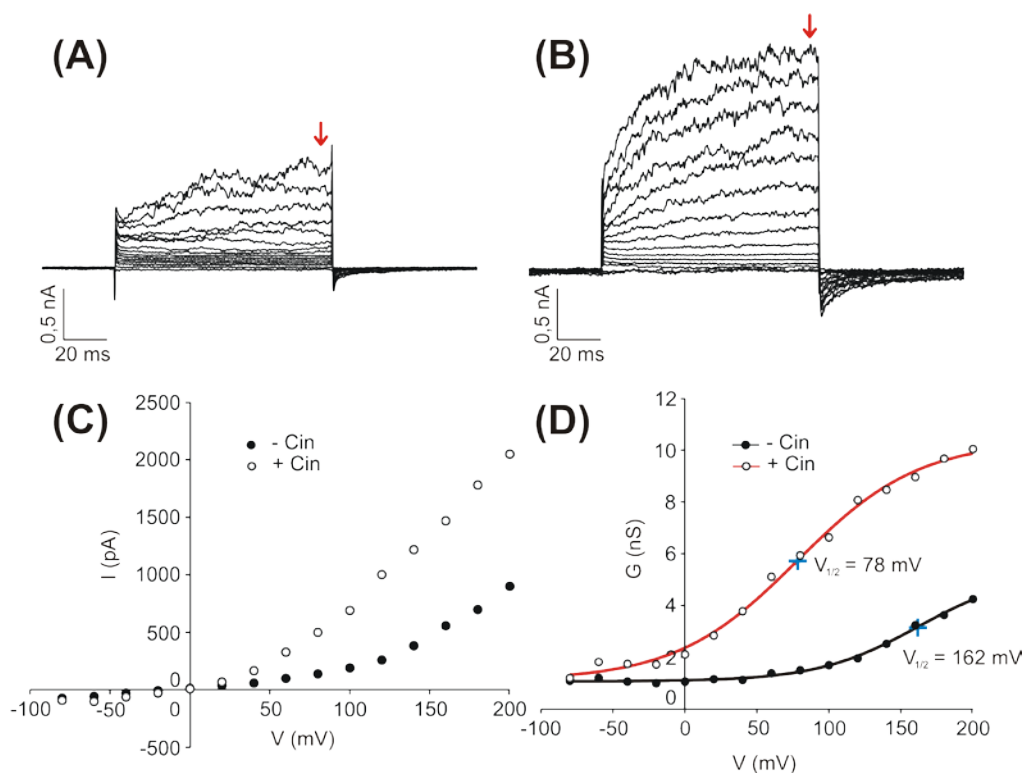 (A)
0,5 nA
20 ms
(B)
0,5 nA
20 ms
(C)
- Cin
+ Cin
I (pA)
2500
2000
1500
1000
500
0
-500
-100
-50
0
50
100
150
200
V (mV)
(D)
- Cin
+ Cin
G (nS)
12
10
8
6
4
2
0
V1/2 = 78 mV
V1/2 = 162 mV
-100
-50
0
50
100
150
200
V (mV)